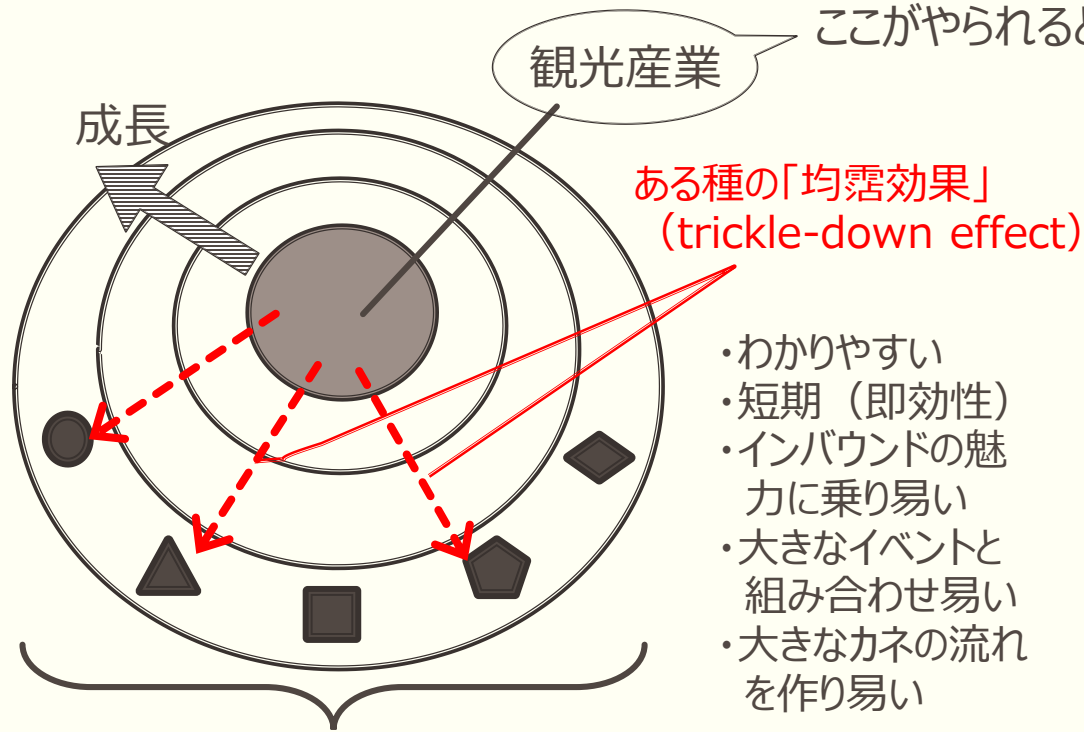 ここがやられると
観光産業
成長
ある種の「均霑効果」
（trickle-down effect）
・わかりやすい
・短期（即効性）
・インバウンドの魅
力に乗り易い
・大きなイベントと
組み合わせ易い
・大きなカネの流れ
を作り易い